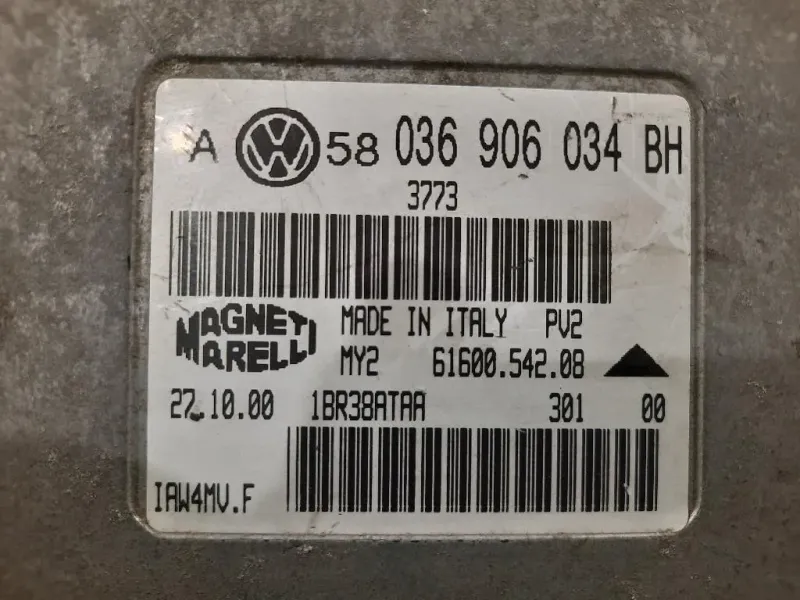 A VW 58 036 906 034 BH
3773
MAGNETI MARELLI
MADE IN ITALY PV2
MY2 61600.542.08
27.10.00 1BR38ATAA 301 00
IAW4MV.F